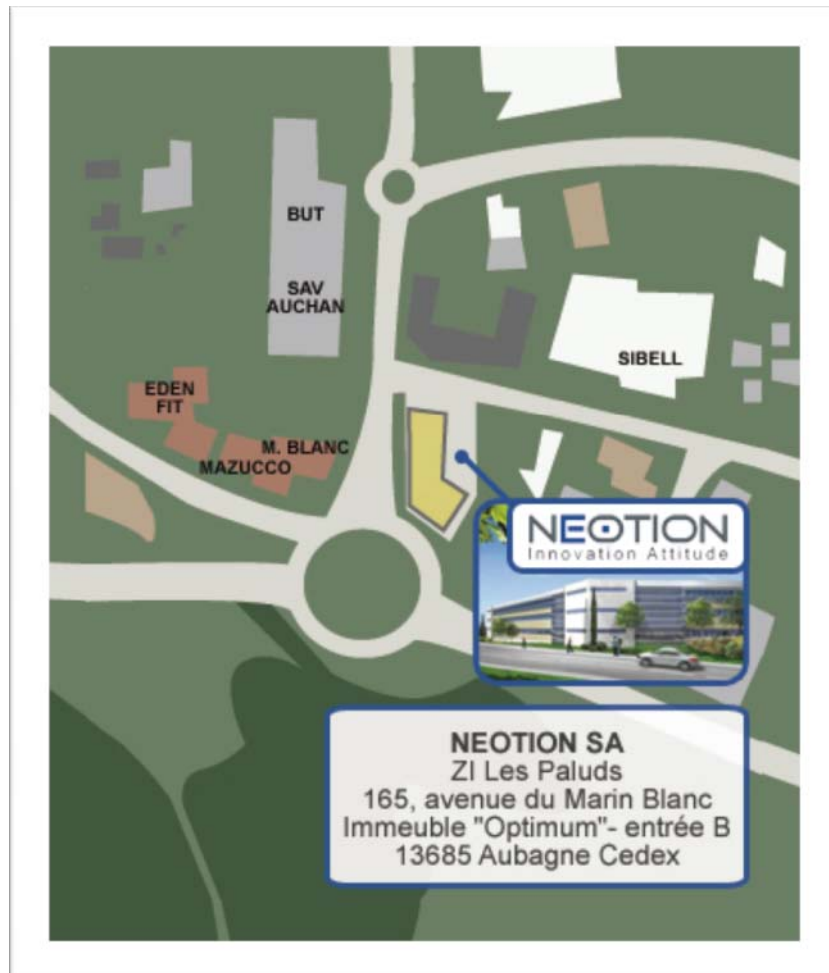 BUT
SAV
AUCHAN
SIBELL
EDEN
FIT
M. BLANC
MAZUCCO
NEOTION
Innovation Attitude
NEOTION SA
ZI Les Paluds
165, avenue du Marin Blanc
Immeuble "Optimum"- entrée B
13685 Aubagne Cedex